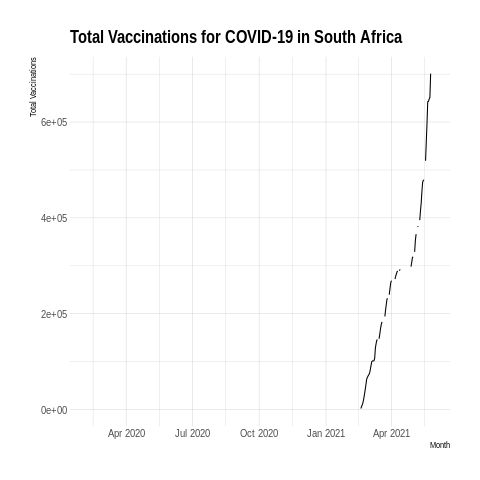 Total Vaccinations for COVID-19 in South Africa
Total Vaccinations
6e+05
4e+05
2e+05
0e+00
Apr 2020 Jul 2020 Oct 2020 Jan 2021 Apr 2021
Month